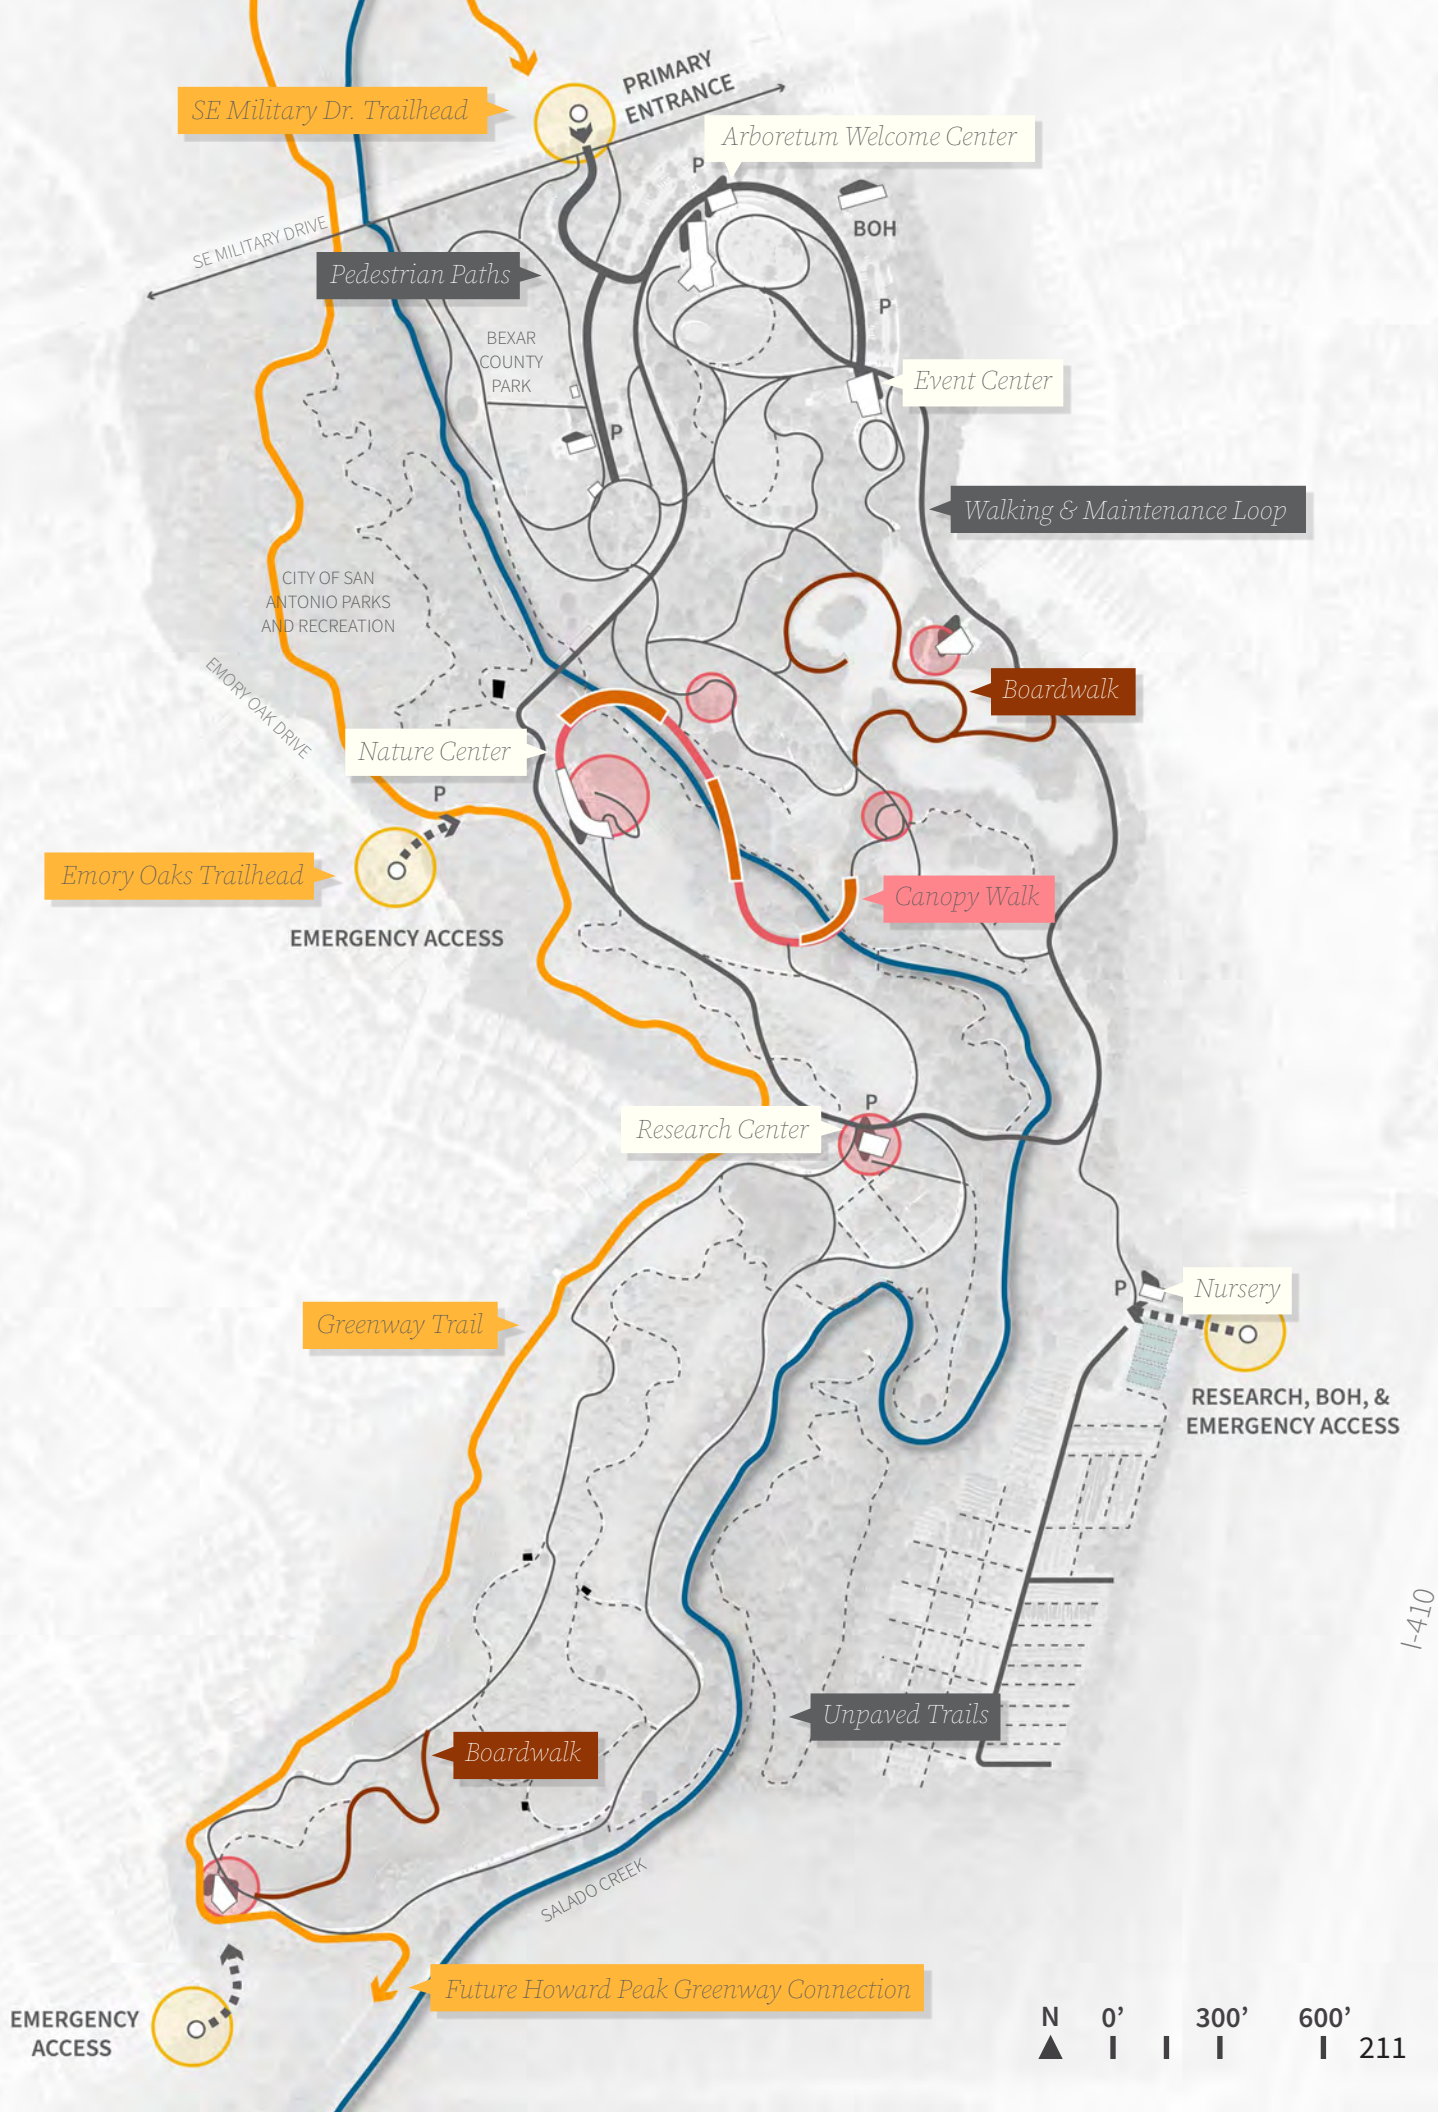 PRIMARY
ENTRANCE
SE Military Dr. Trailhead
Arboretum Welcome Center
P
BOH
SE MILITARY DRIVE
Pedestrian Paths
P
BEXAR
COUNTY
PARK
Event Center
P
Walking & Maintenance Loop
CITY OF SAN
ANTONIO PARKS
AND RECREATION
EMORY OAK DRIVE
Boardwalk
Nature Center
P
Emory Oaks Trailhead
Canopy Walk
EMERGENCY ACCESS
P
Research Center
P
Nursery
Greenway Trail
RESEARCH, BOH, &
EMERGENCY ACCESS
I-410
Unpaved Trails
Boardwalk
SALADO CREEK
Future Howard Peak Greenway Connection
EMERGENCY
ACCESS
N 0’ 300’ 600’
211